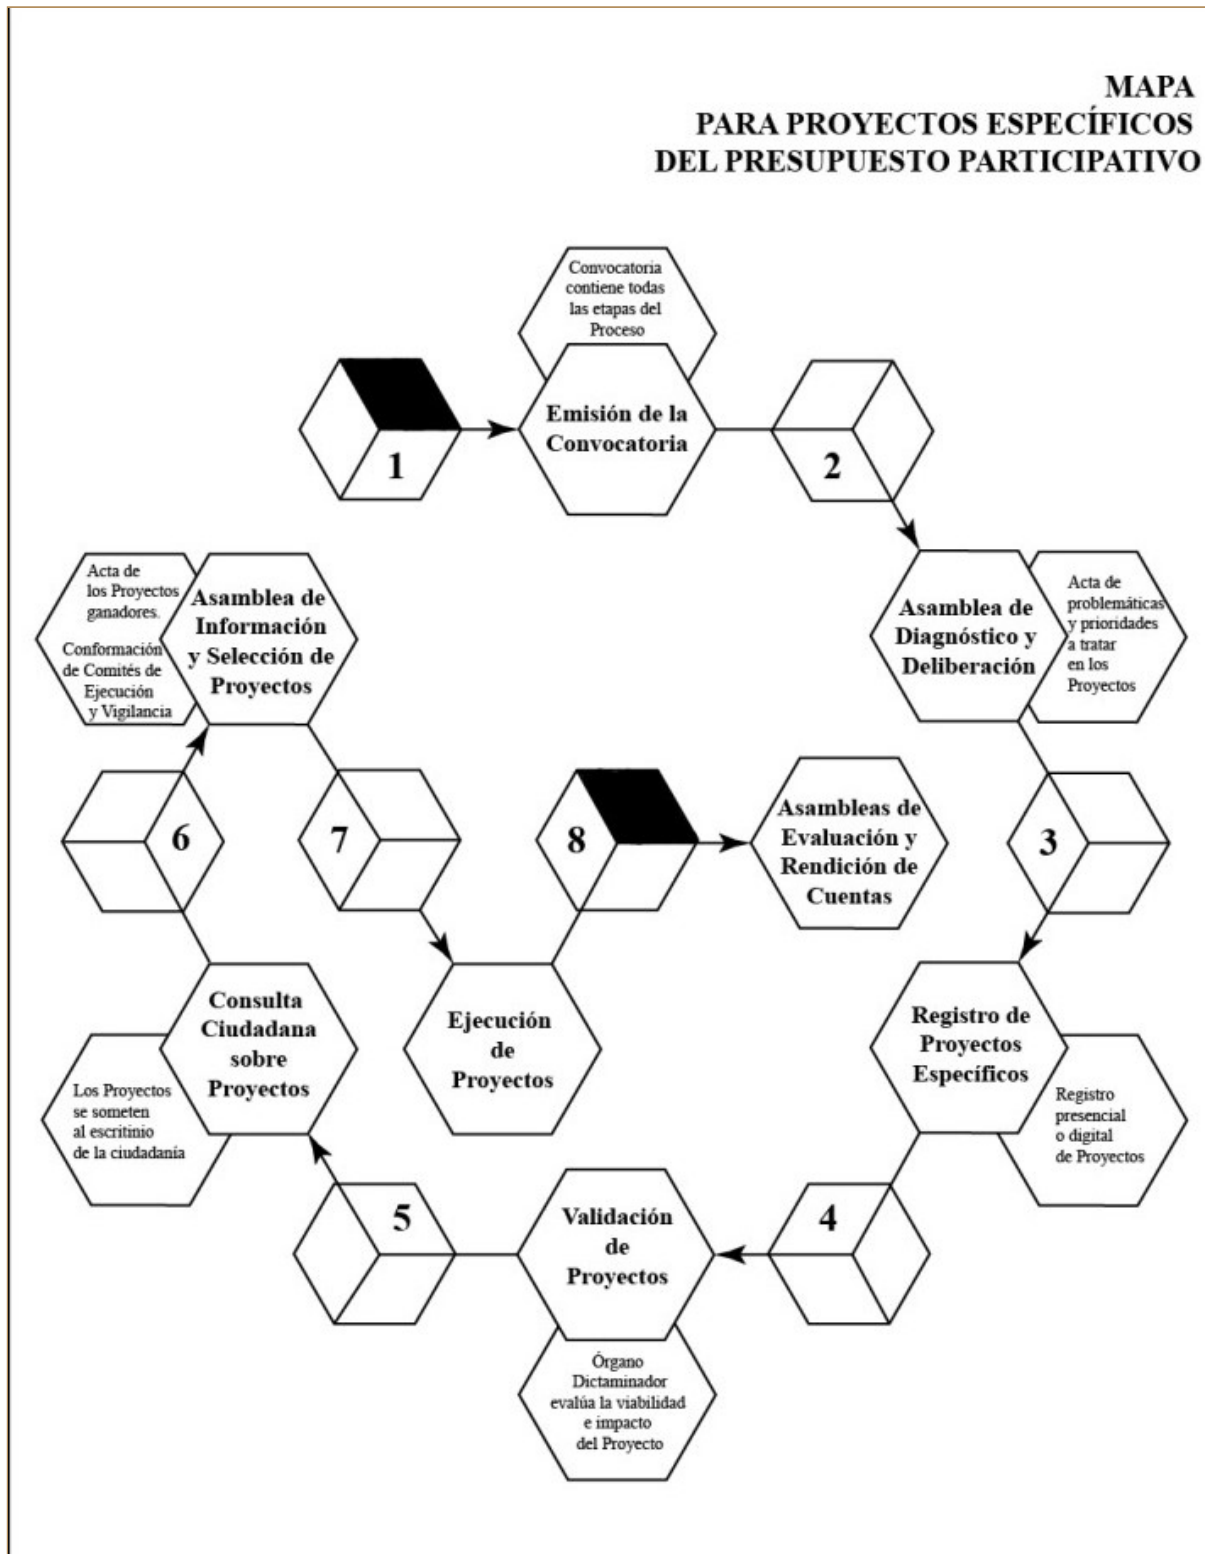 MAPA
PARA PROYECTOS ESPECÍFICOS
DEL PRESUPUESTO PARTICIPATIVO
1
Convocatoria
contiene todas
las etapas del
Proceso
Emisión de la
Convocatoria
2
Asamblea de
Diagnóstico y
Deliberación
Acta de
problemáticas
y prioridades
a tratar
en los
Proyectos
3
Registro de
Proyectos
Específicos
Registro
presencial
o digital
de Proyectos
4
Validación
de
Proyectos
Órgano
Dictaminador
evalúa la viabilidad
e impacto
del Proyecto
5
Consulta
Ciudadana
sobre
Proyectos
Los Proyectos
se someten
al escritinio
de la ciudadanía
6
Asamblea de
Información
y Selección de
Proyectos
Acta de
los Proyectos
ganadores.
Conformación
de Comités de
Ejecución
y Vigilancia
7
Ejecución
de
Proyectos
8
Asambleas de
Evaluación y
Rendición de
Cuentas